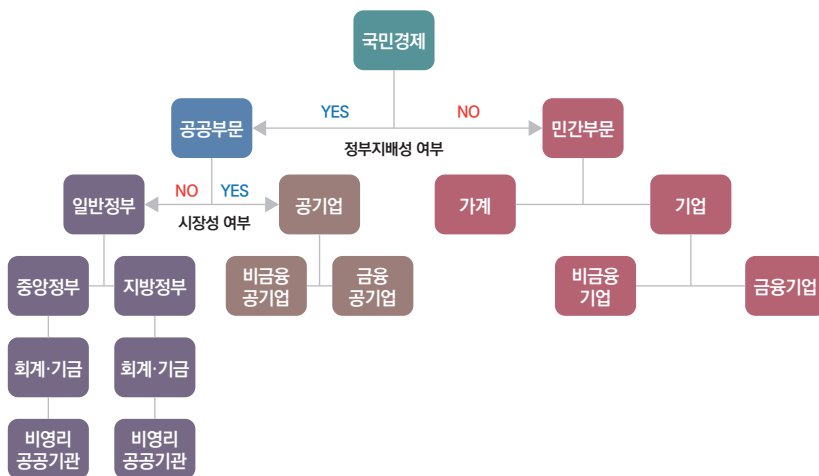 국민경제
YES
NO
공공부문
민간부문
정부지배성 여부
NO
YES
일반정부
공기업
가계
기업
시장성 여부
중앙정부
지방정부
비금융
공기업
금융
공기업
비금융
기업
금융기업
회계·기금
회계·기금
비영리
공공기관
비영리
공공기관